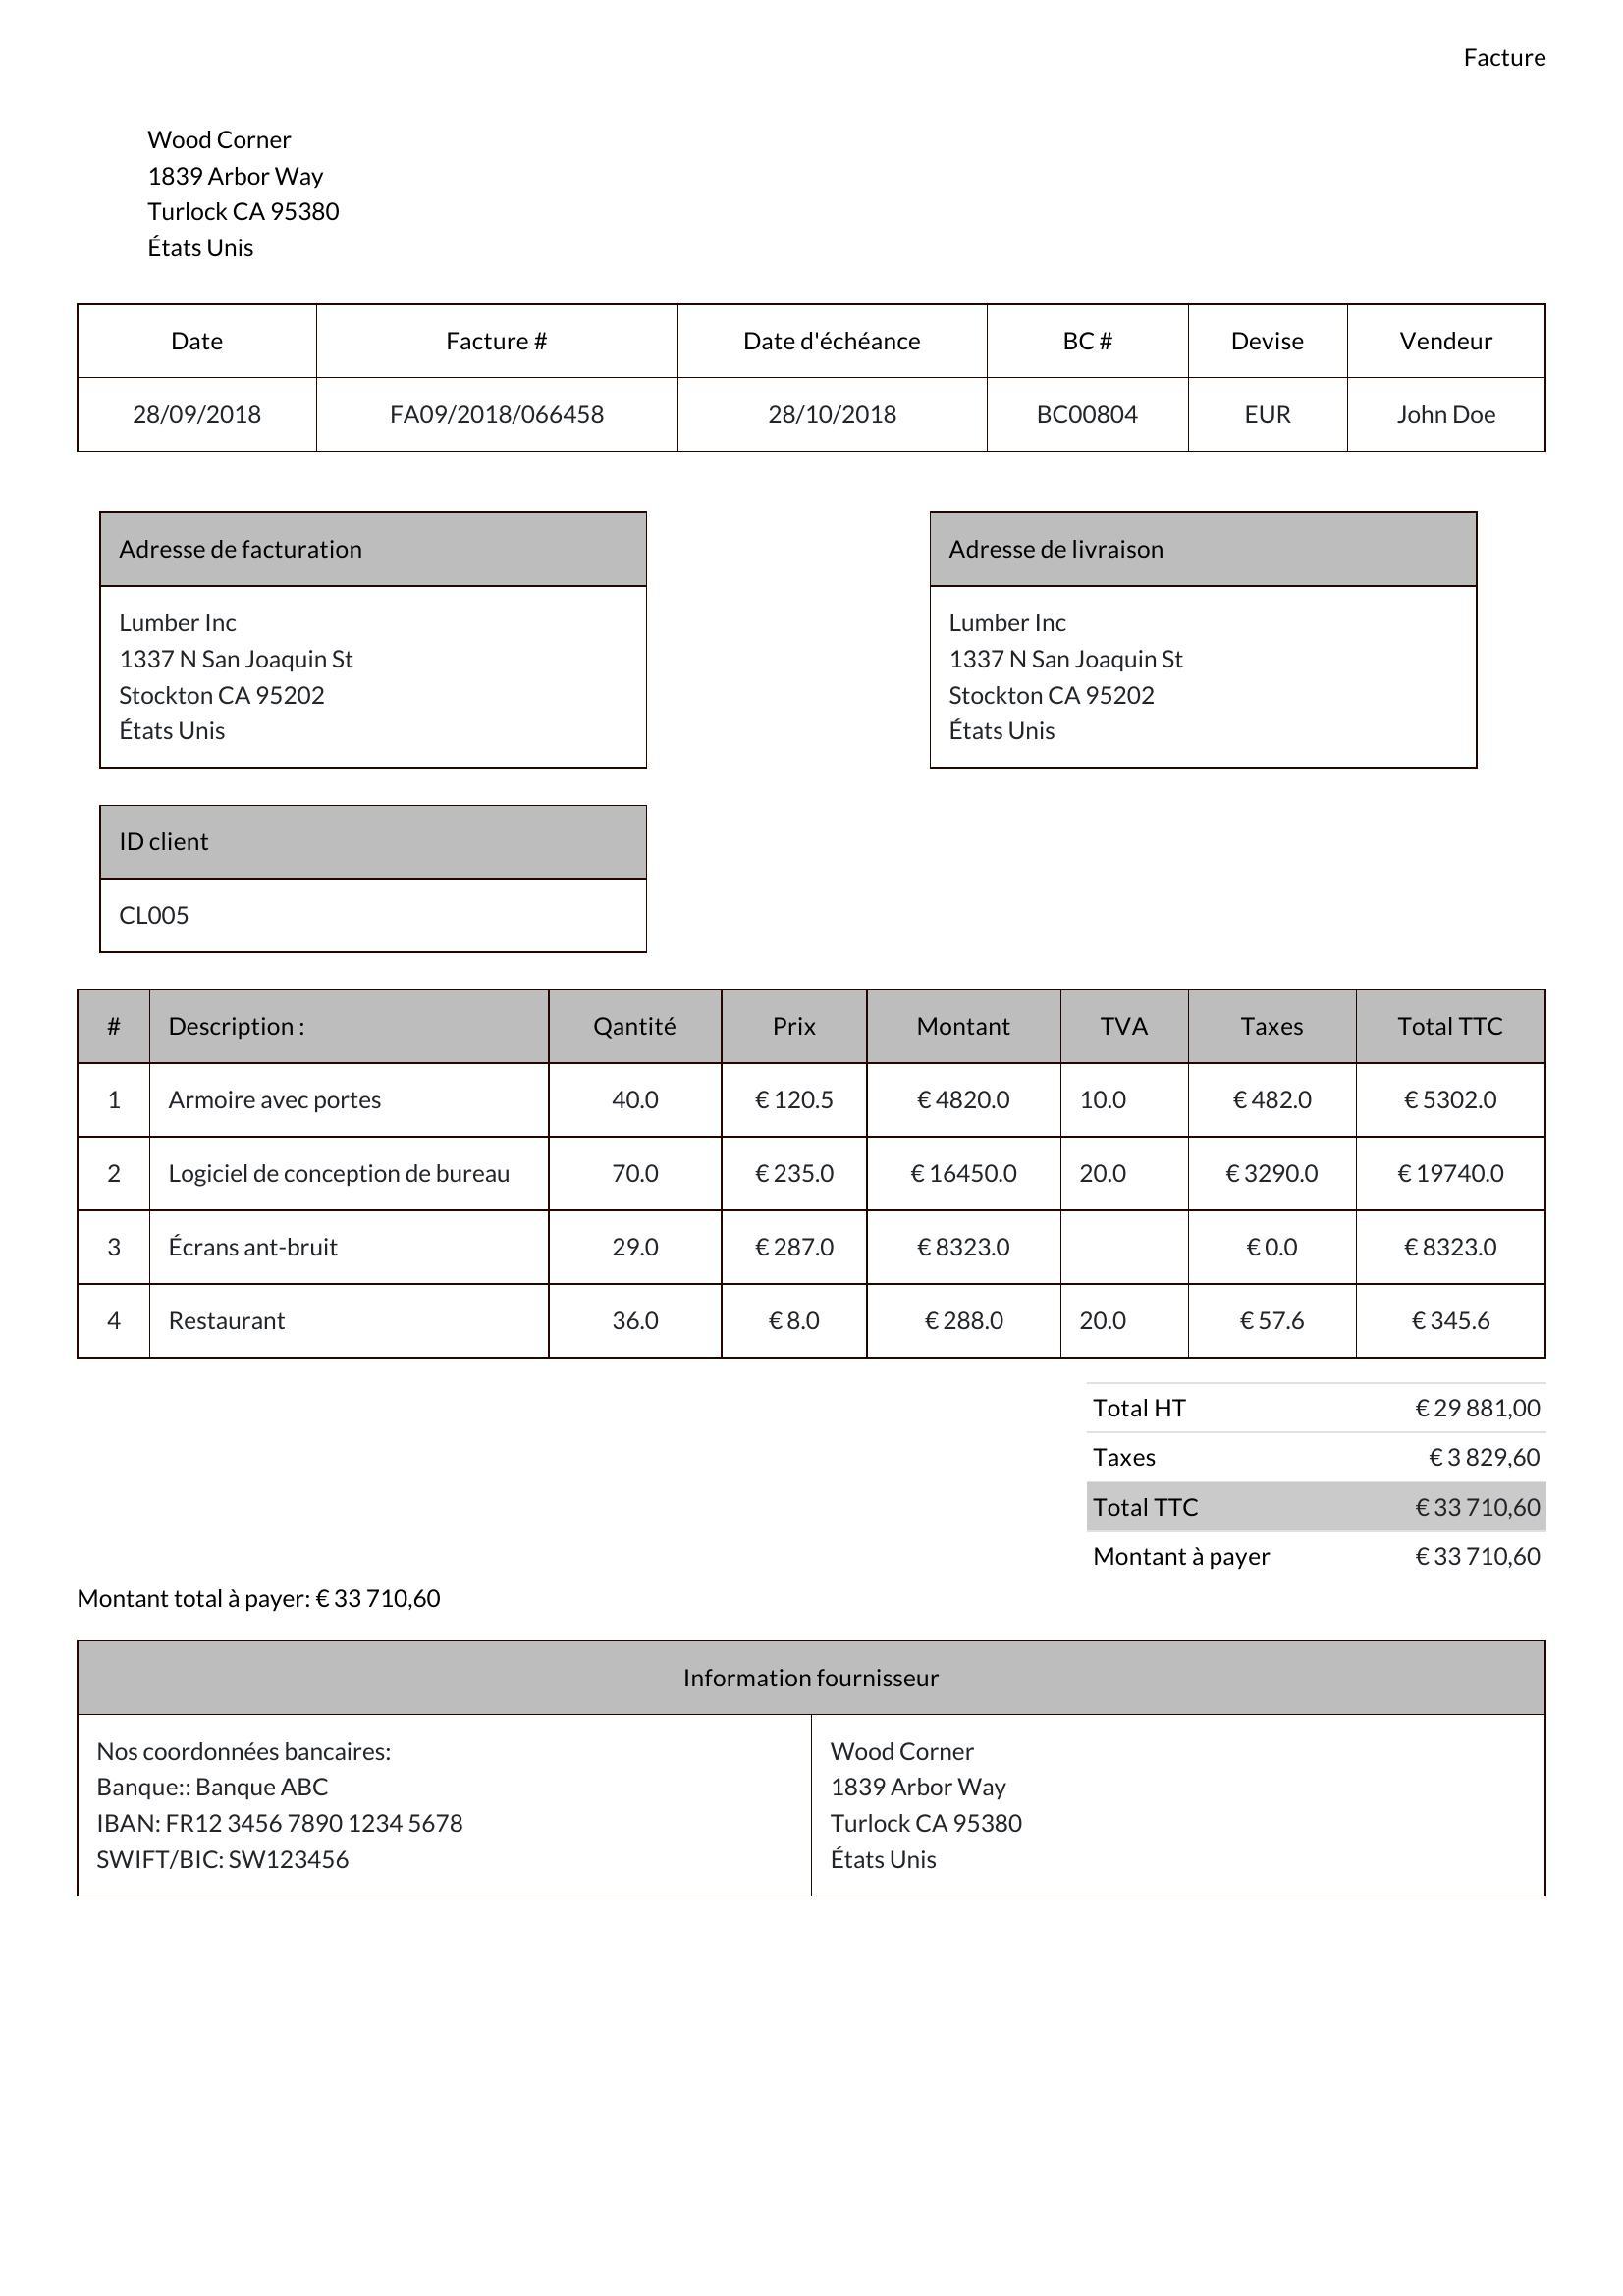 Facture
Wood Corner
1839 Arbor Way
Turlock CA 95380
États Unis
Date Facture # Date d'échéance BC # Devise Vendeur
28/09/2018 FA09/2018/066458 28/10/2018 BC00804 EUR John Doe
Adresse de facturation
Lumber Inc
1337 N San Joaquin St
Stockton CA 95202
États Unis
Adresse de livraison
Lumber Inc
1337 N San Joaquin St
Stockton CA 95202
États Unis
ID client
CL005
# Description : Qantité Prix Montant TVA Taxes Total TTC
1 Armoire avec portes 40.0 € 120.5 € 4820.0 10.0 € 482.0 € 5302.0
2 Logiciel de conception de bureau 70.0 € 235.0 € 16450.0 20.0 € 3290.0 € 19740.0
3 Écrans ant-bruit 29.0 € 287.0 € 8323.0 € 0.0 € 8323.0
4 Restaurant 36.0 € 8.0 € 288.0 20.0 € 57.6 € 345.6
Total HT € 29 881,00
Taxes € 3 829,60
Total TTC € 33 710,60
Montant à payer € 33 710,60
Montant total à payer: € 33 710,60
Information fournisseur
Nos coordonnées bancaires:
Banque:: Banque ABC
IBAN: FR12 3456 7890 1234 5678
SWIFT/BIC: SW123456
Wood Corner
1839 Arbor Way
Turlock CA 95380
États Unis